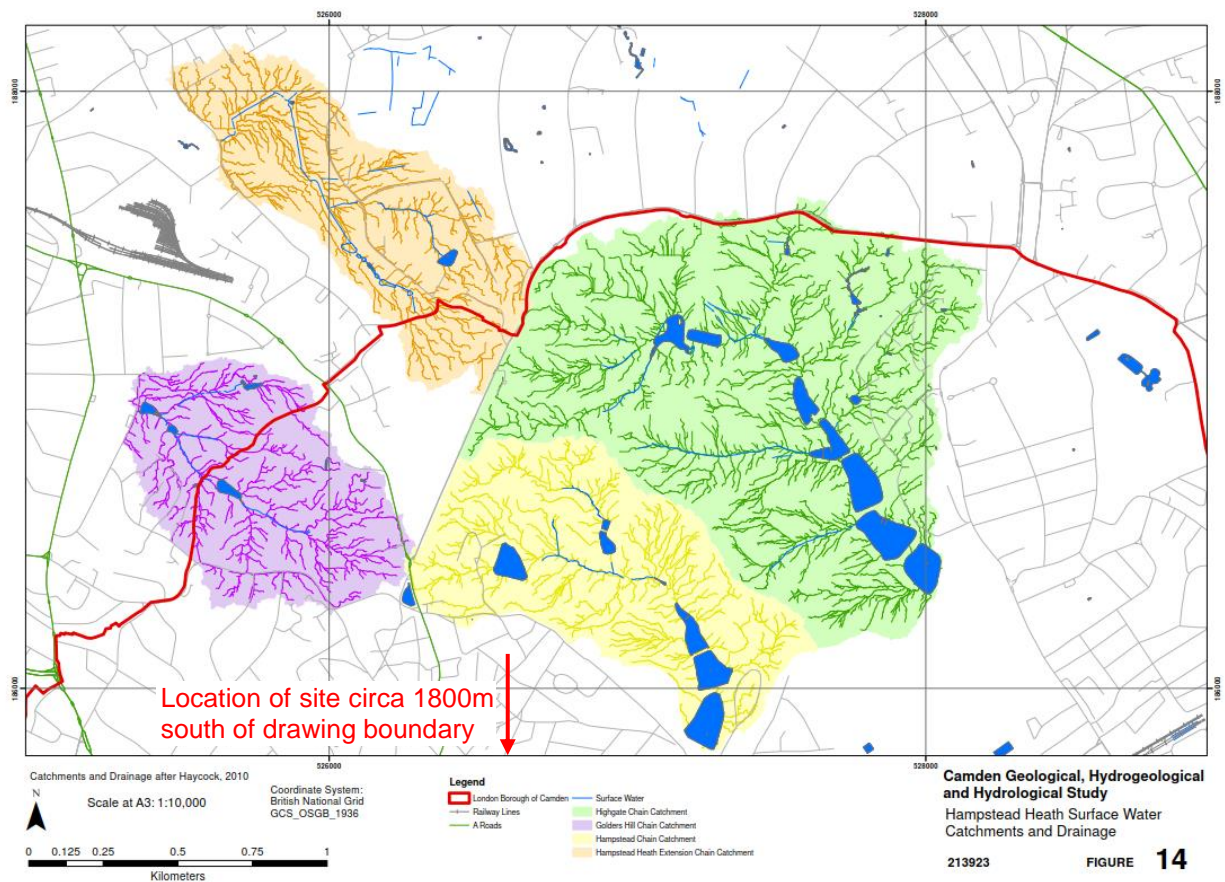 526000
528000
188000
188000
Location of site circa 1800m
south of drawing boundary
186000
186000
526000
528000
Catchments and Drainage after Haycock, 2010
N
Scale at A3: 1:10,000
Coordinate System:
British National Grid
GCS_OSGB_1936
0 0.125 0.25 0.5 0.75 1
Kilometers
Legend
London Borough of Camden
Railway Lines
A Roads
Surface Water
Highgate Chain Catchment
Golders Hill Chain Catchment
Hampstead Chain Catchment
Hampstead Heath Extension Chain Catchment
Camden Geological, Hydrogeological
and Hydrological Study
Hampstead Heath Surface Water
Catchments and Drainage
213923
FIGURE 14